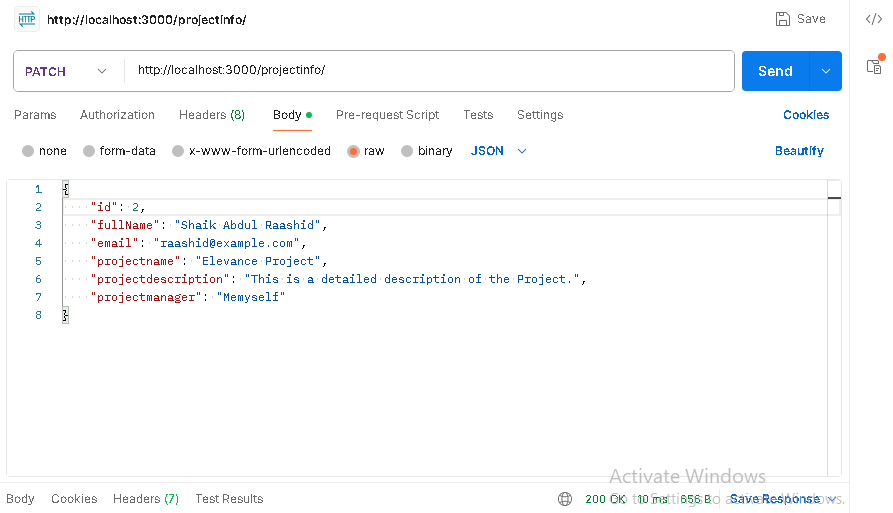 HTTP http://localhost:3000/projectinfo/ Save </>
PATCH http://localhost:3000/projectinfo/ Send
Params Authorization Headers (8) Body Pre-request Script Tests Settings Cookies
none form-data x-www-form-urlencoded raw binary JSON Beautify
1 {
2 "id": 2,
3 "fullName": "Shaik Abdul Raashid",
4 "email": "raashid@example.com",
5 "projectname": "Elevance Project",
6 "projectdescription": "This is a detailed description of the Project.",
7 "projectmanager": "Memyself"
8 }
Activate Windows
Go to Settings to activate Windows.
Body Cookies Headers (7) Test Results 200 OK 10 ms 656 B Save Response